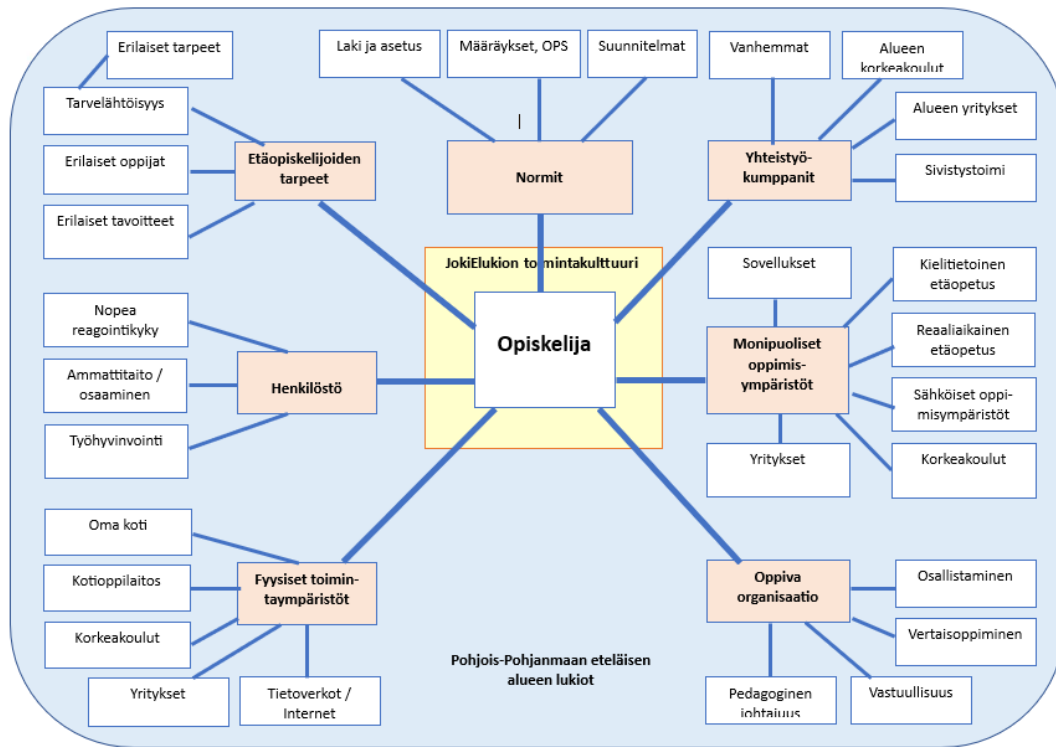 Erilaiset tarpeet
Laki ja asetus
Määräykset, OPS
Suunnitelmat
Vanhemmat
Alueen
korkeakoulut
Tarvelähtöisyys
Alueen yritykset
Erilaiset oppijat
Etäopiskelijoiden
tarpeet
|
Normit
Yhteistyö-
kumppanit
Sivistystoimi
Erilaiset tavoitteet
JokiElukion toimintakulttuuri
Sovellukset
Kielitietoinen
etäopetus
Nopea
reagointikyky
Opiskelija
Monipuoliset
oppimis-
ympäristöt
Reaaliaikainen
etäopetus
Ammattitaito /
osaaminen
Henkilöstö
Sähköiset oppi-
misympäristöt
Työhyvinvointi
Yritykset
Korkeakoulut
Oma koti
Kotioppilaitos
Fyysiset toimin-
taympäristöt
Oppiva
organisaatio
Osallistaminen
Korkeakoulut
Vertaisoppiminen
Pohjois-Pohjanmaan eteläisen
alueen lukiot
Yritykset
Tietoverkot /
Internet
Pedagoginen
johtajuus
Vastuullisuus